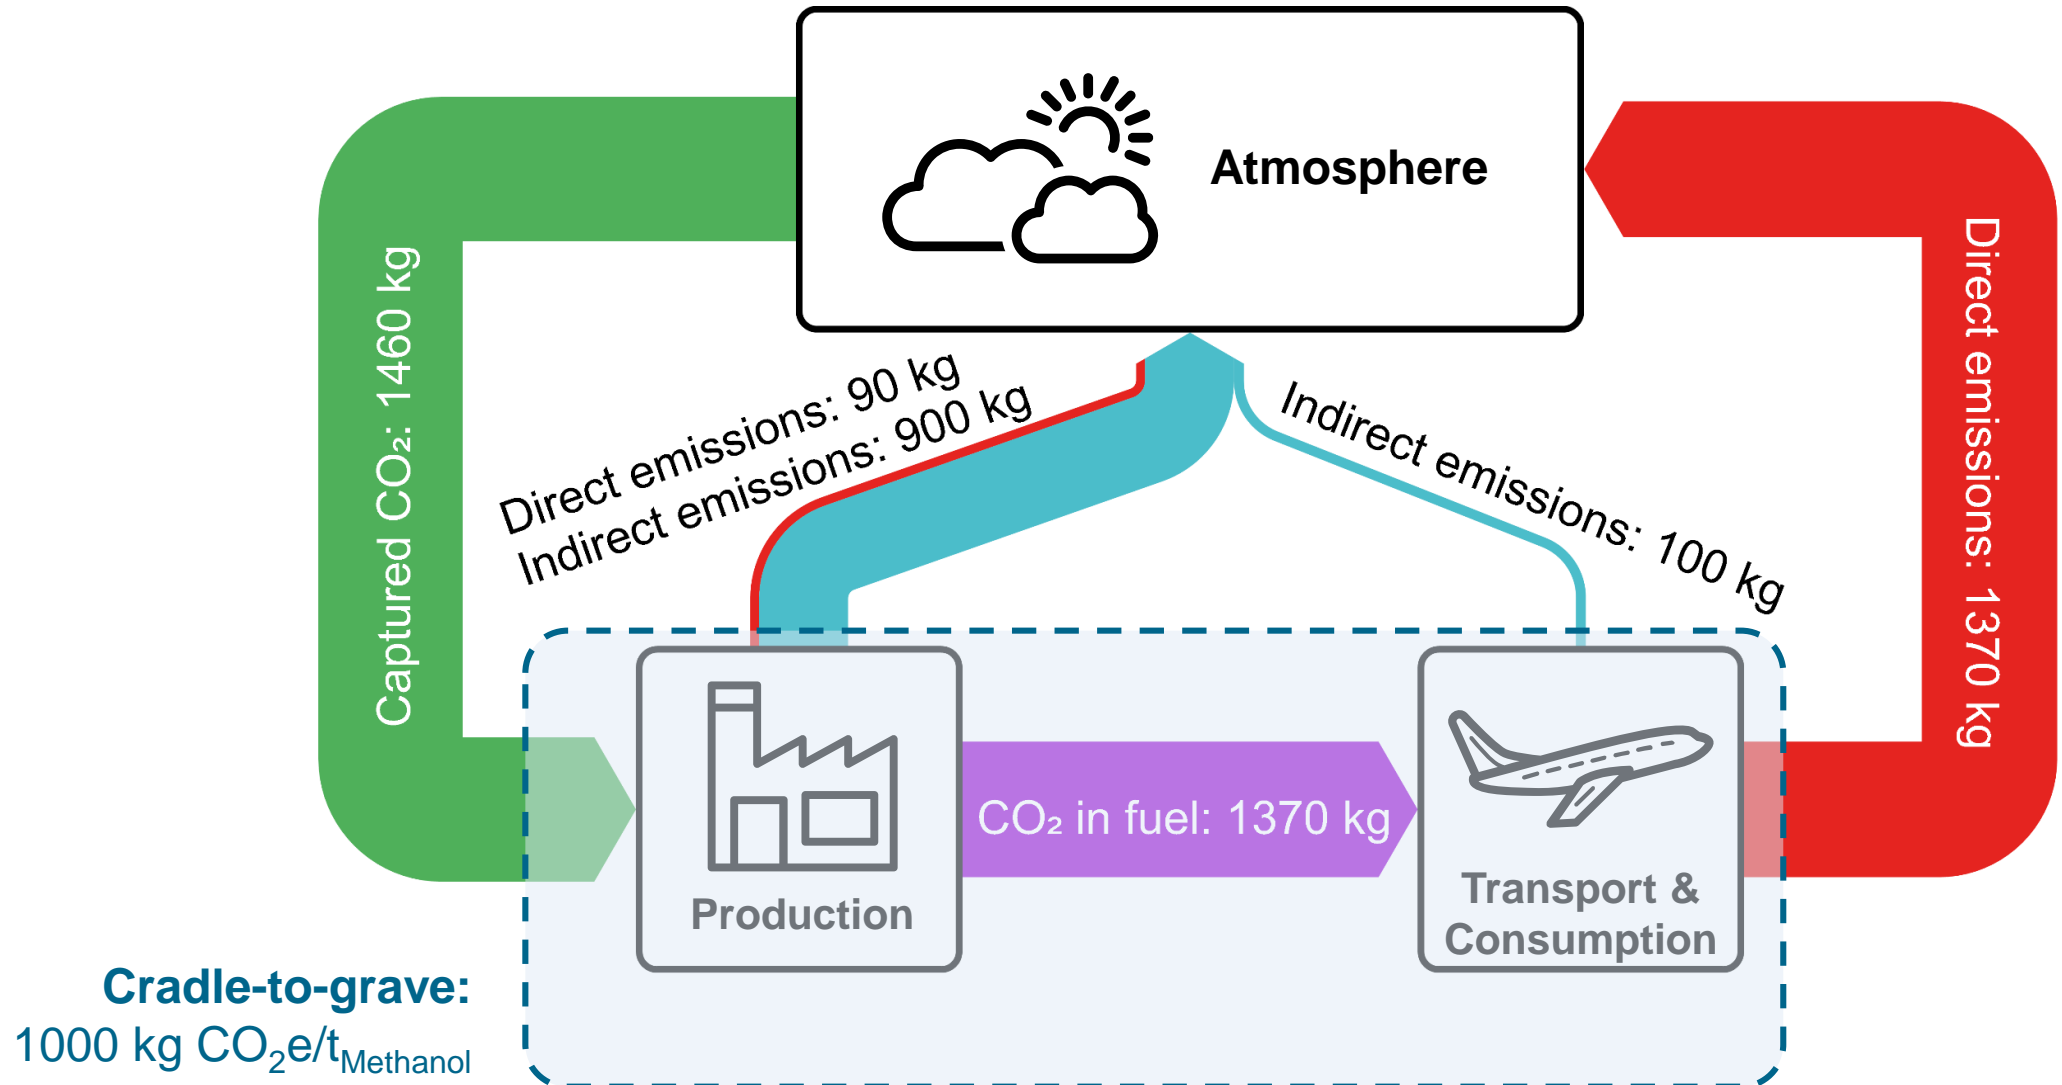 Atmosphere
Captured CO₂: 1460 kg
Direct emissions: 90 kg
Indirect emissions: 900 kg
Indirect emissions: 100 kg
Direct emissions: 1370 kg
CO₂ in fuel: 1370 kg
Production
Transport &
Consumption
Cradle-to-grave:
1000 kg CO₂e/tMethanol